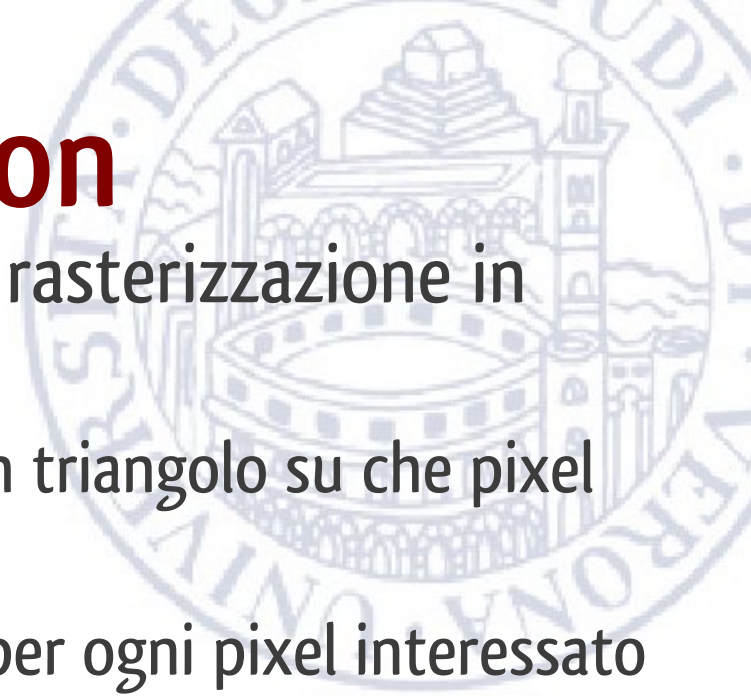 on
rasterizzazione in
triangolo su che pixel
per ogni pixel interessato